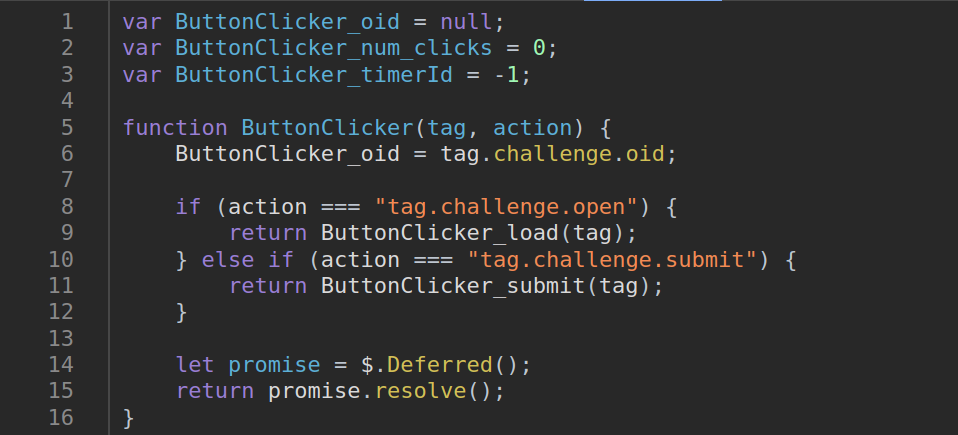 1 var ButtonClicker_oid = null;
2 var ButtonClicker_num_clicks = 0;
3 var ButtonClicker_timerId = -1;
4
5 function ButtonClicker(tag, action) {
6     ButtonClicker_oid = tag.challenge.oid;
7
8     if (action === "tag.challenge.open") {
9         return ButtonClicker_load(tag);
10     } else if (action === "tag.challenge.submit") {
11         return ButtonClicker_submit(tag);
12     }
13
14     let promise = $.Deferred();
15     return promise.resolve();
16 }